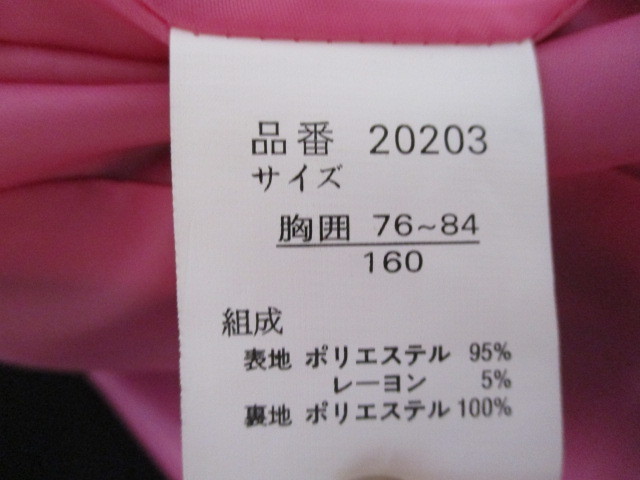 品番 20203
サイズ
胸囲 76~84
160
組成
表地 ポリエステル 95%
レーヨン 5%
裏地 ポリエステル 100%